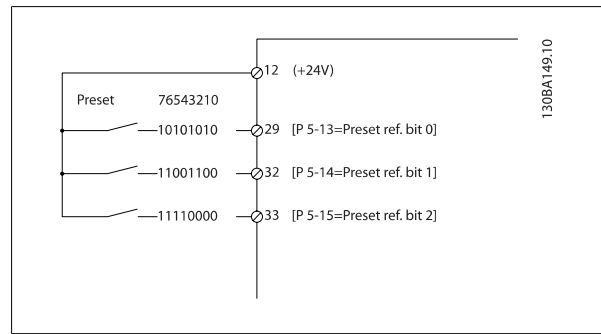 12 (+24V)
Preset 76543210
10101010 29 [P 5-13=Preset ref. bit 0]
11001100 32 [P 5-14=Preset ref. bit 1]
11110000 33 [P 5-15=Preset ref. bit 2]
130BA149.10